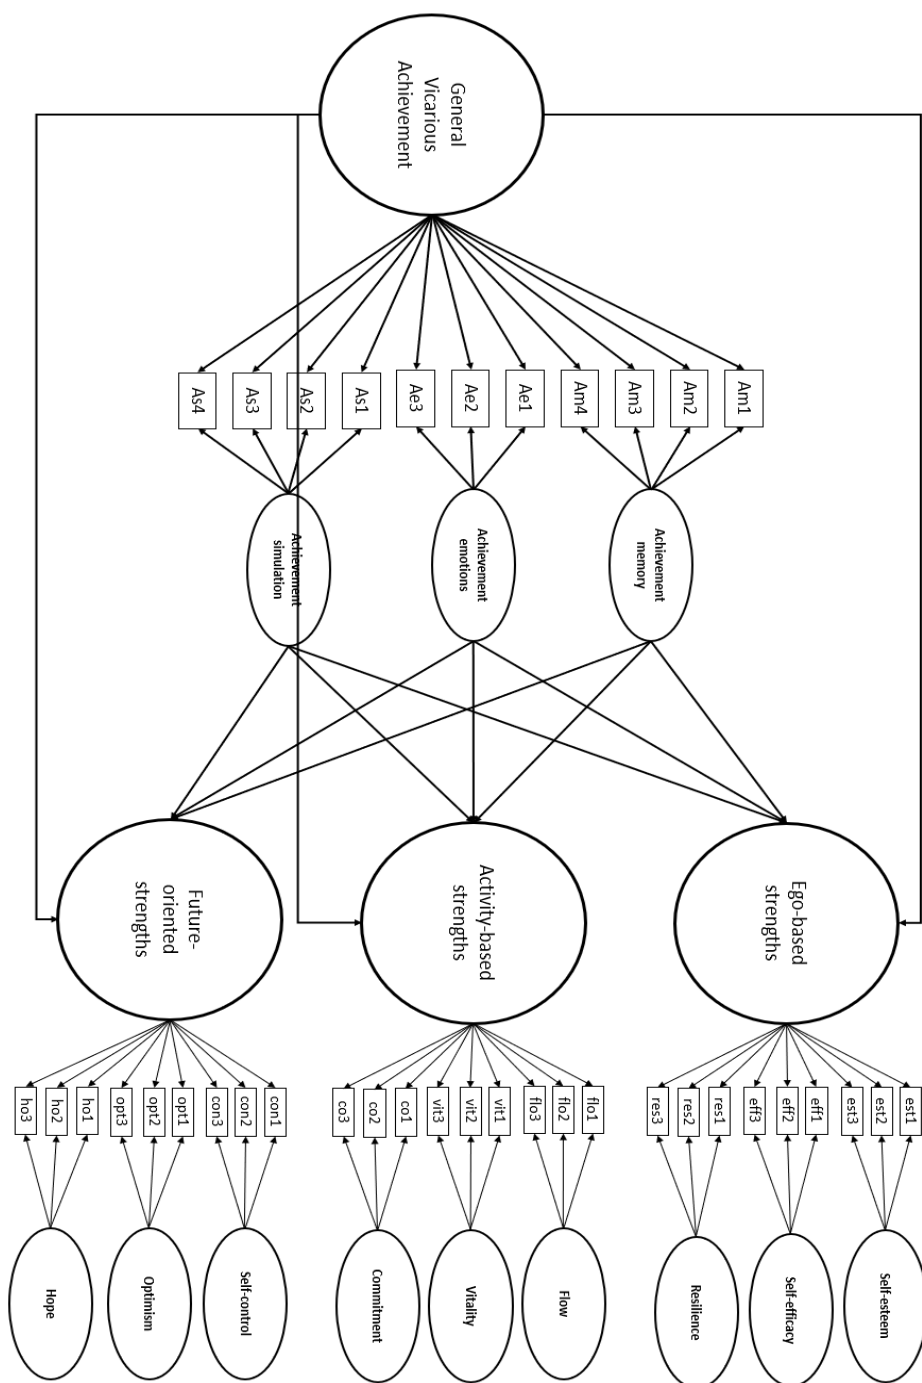 General
Vicarious
Achievement
Am1
Am2
Am3
Am4
Ae1
Ae2
Ae3
As1
As2
As3
As4
Achievement
memory
Achievement
emotions
Achievement
simulation
Ego-based
strengths
Activity-based
strengths
Future-
oriented
strengths
est1
est2
est3
eff1
eff2
eff3
res1
res2
res3
flo1
flo2
flo3
vit1
vit2
vit3
co1
co2
co3
con1
con2
con3
opt1
opt2
opt3
ho1
ho2
ho3
Self-esteem
Self-efficacy
Resilience
Flow
Vitality
Commitment
Self-control
Optimism
Hope